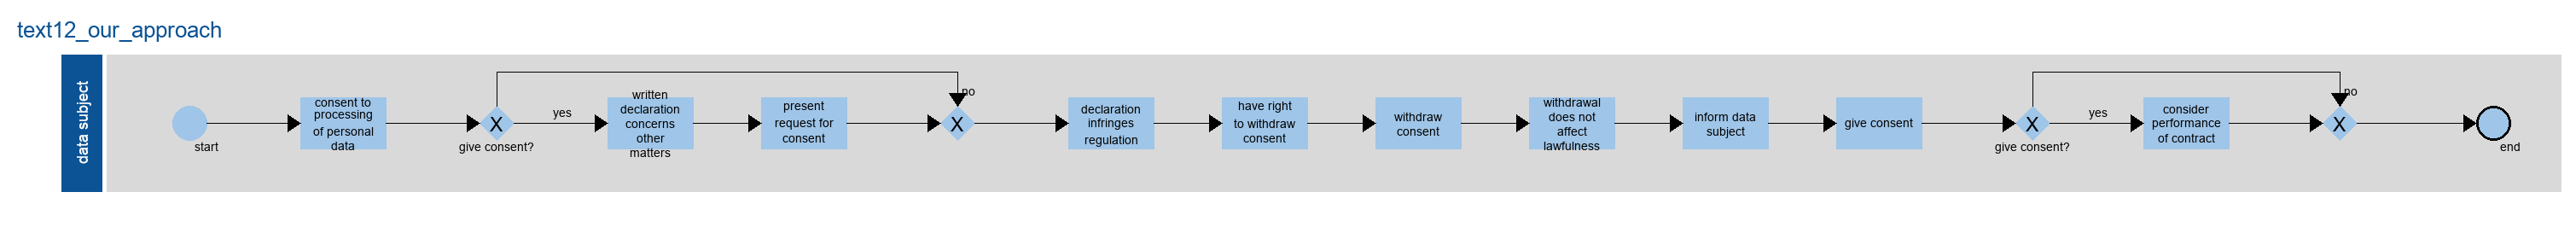 text12_our_approach
data subject
start
consent to
processing
of personal
data
X
give consent?
yes
written
declaration
concerns
other
matters
present
request for
consent
no
X
declaration
infringes
regulation
have right
to withdraw
consent
withdraw
consent
withdrawal
does not
affect
lawfulness
inform data
subject
give consent
X
give consent?
yes
consider
performance
of contract
no
X
end